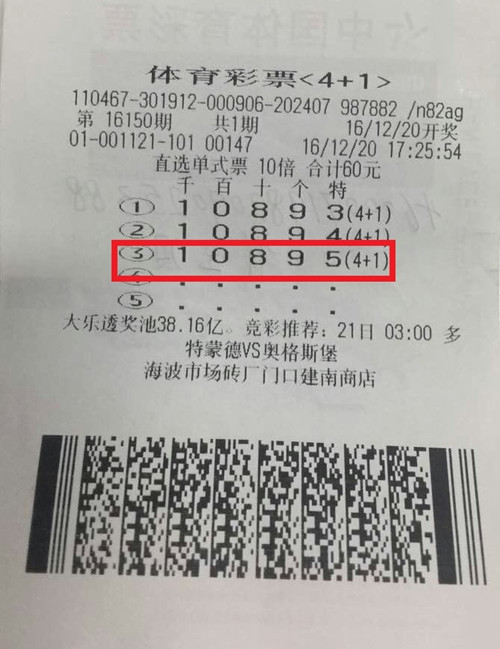 体育彩票<4+1>
110467-301912-000906-202407 987882 /n82ag
第 16150期 共1期 16/12/20开奖
01-001121-101 00147 16/12/20 17:25:54
直选单式票 10倍 合计60元
千 百 十 个 特
① 1 0 8 9 3(4+1)
② 1 0 8 9 4(4+1)
③ 1 0 8 9 5(4+1)
④ . . . . .
⑤ . . . . .
大乐透奖池38.16亿。竞彩推荐:21日 03:00 多
特蒙德VS奥格斯堡
海波市场砖厂门口建南商店